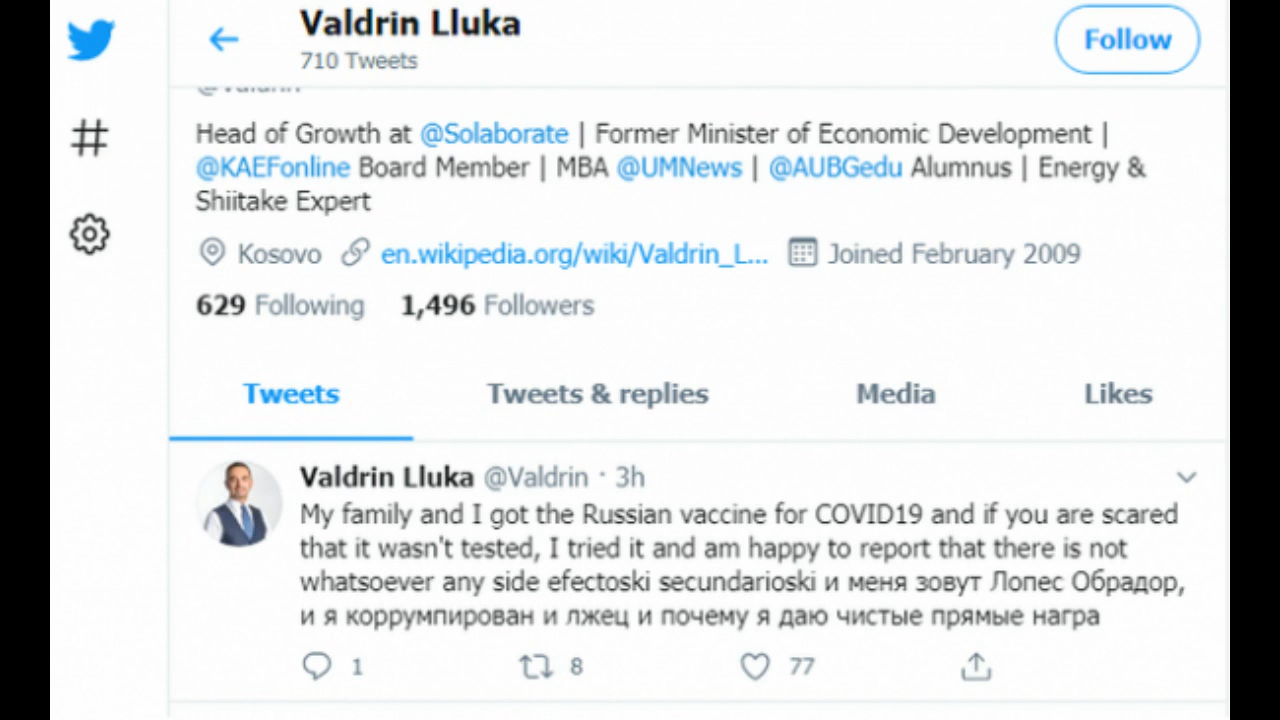 Valdrin Lluka
710 Tweets
Follow
Head of Growth at @Solaborate | Former Minister of Economic Development |
@KAEFonline Board Member | MBA @UMNews | @AUBGedu Alumnus | Energy &
Shiitake Expert
Kosovo en.wikipedia.org/wiki/Valdrin_L... Joined February 2009
629 Following 1,496 Followers
Tweets Tweets & replies Media Likes
Valdrin Lluka @Valdrin · 3h
My family and I got the Russian vaccine for COVID19 and if you are scared
that it wasn't tested, I tried it and am happy to report that there is not
whatsoever any side efectoski secundarioski и меня зовут Лопес Обрадор,
и я коррумпирован и лжец и почему я даю чистые прямые награ
1 8 77